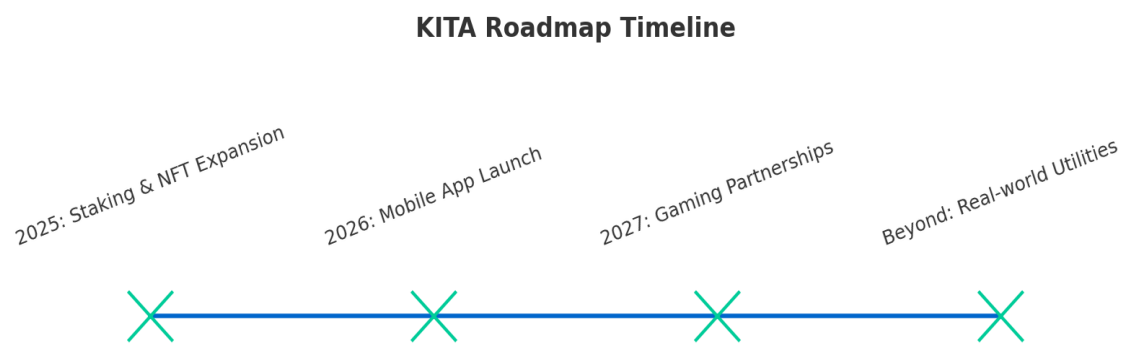 KITA Roadmap Timeline
2025: Staking & NFT Expansion
2026: Mobile App Launch
2027: Gaming Partnerships
Beyond: Real-world Utilities